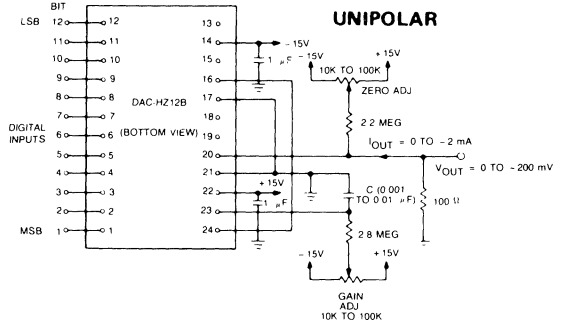 BIT
UNIPOLAR
LSB 12 12 13
11 11 14 -15V
10 10 15 1 μF
9 9 16
8 8 DAC-HZ12B 17
7 7 18
DIGITAL INPUTS
6 6 (BOTTOM VIEW) 19
5 5 20
4 4 21
3 3 22 +15V
2 2 23 1 μF
MSB 1 1 24
-15V +15V
10K TO 100K
ZERO ADJ
2.2 MEG
IOUT = 0 TO -2 mA
VOUT = 0 TO -200 mV
C (0.001
TO 0.01 μF)
100 Ω
2.8 MEG
-15V +15V
GAIN
ADJ
10K TO 100K